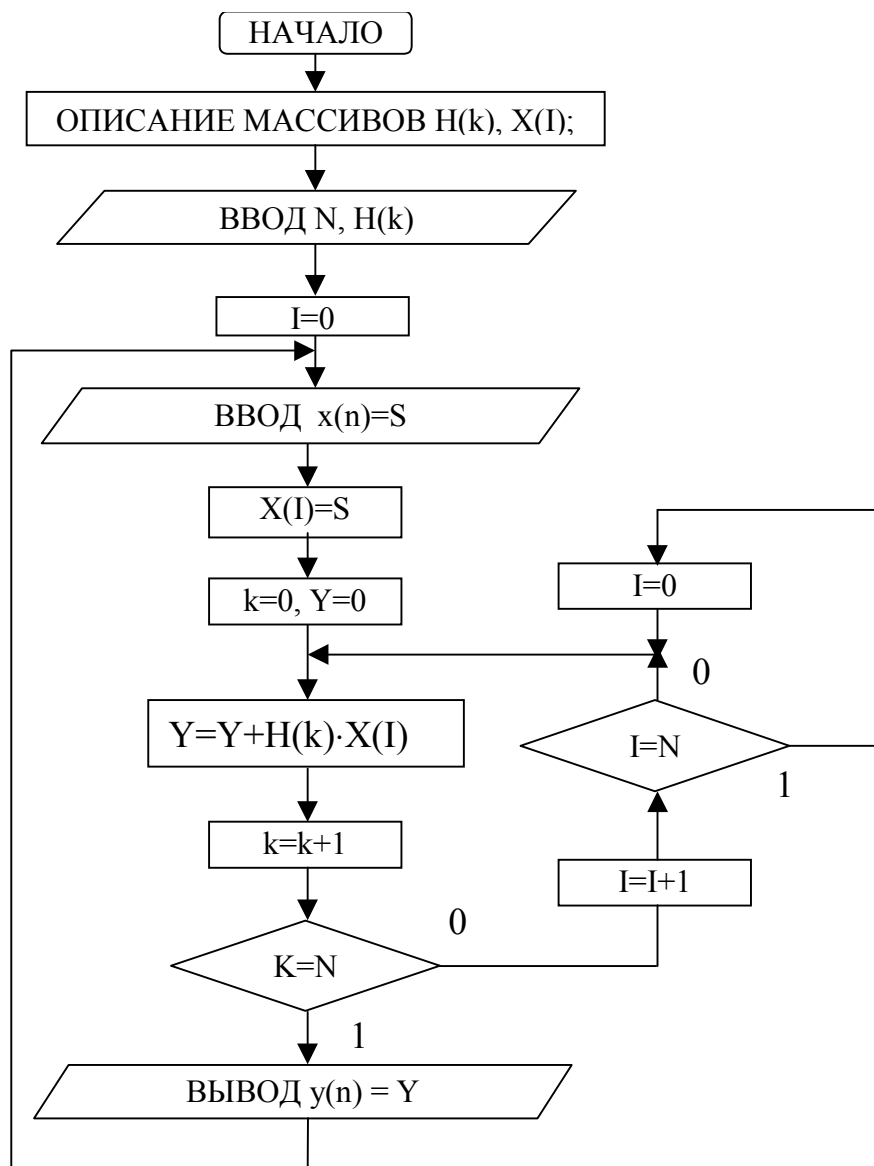 НАЧАЛО
ОПИСАНИЕ МАССИВОВ H(k), X(I);
ВВОД N, H(k)
I=0
ВВОД x(n)=S
X(I)=S
k=0, Y=0
I=0
0
Y=Y+H(k)·X(I)
I=N
1
k=k+1
I=I+1
0
K=N
1
ВЫВОД y(n) = Y